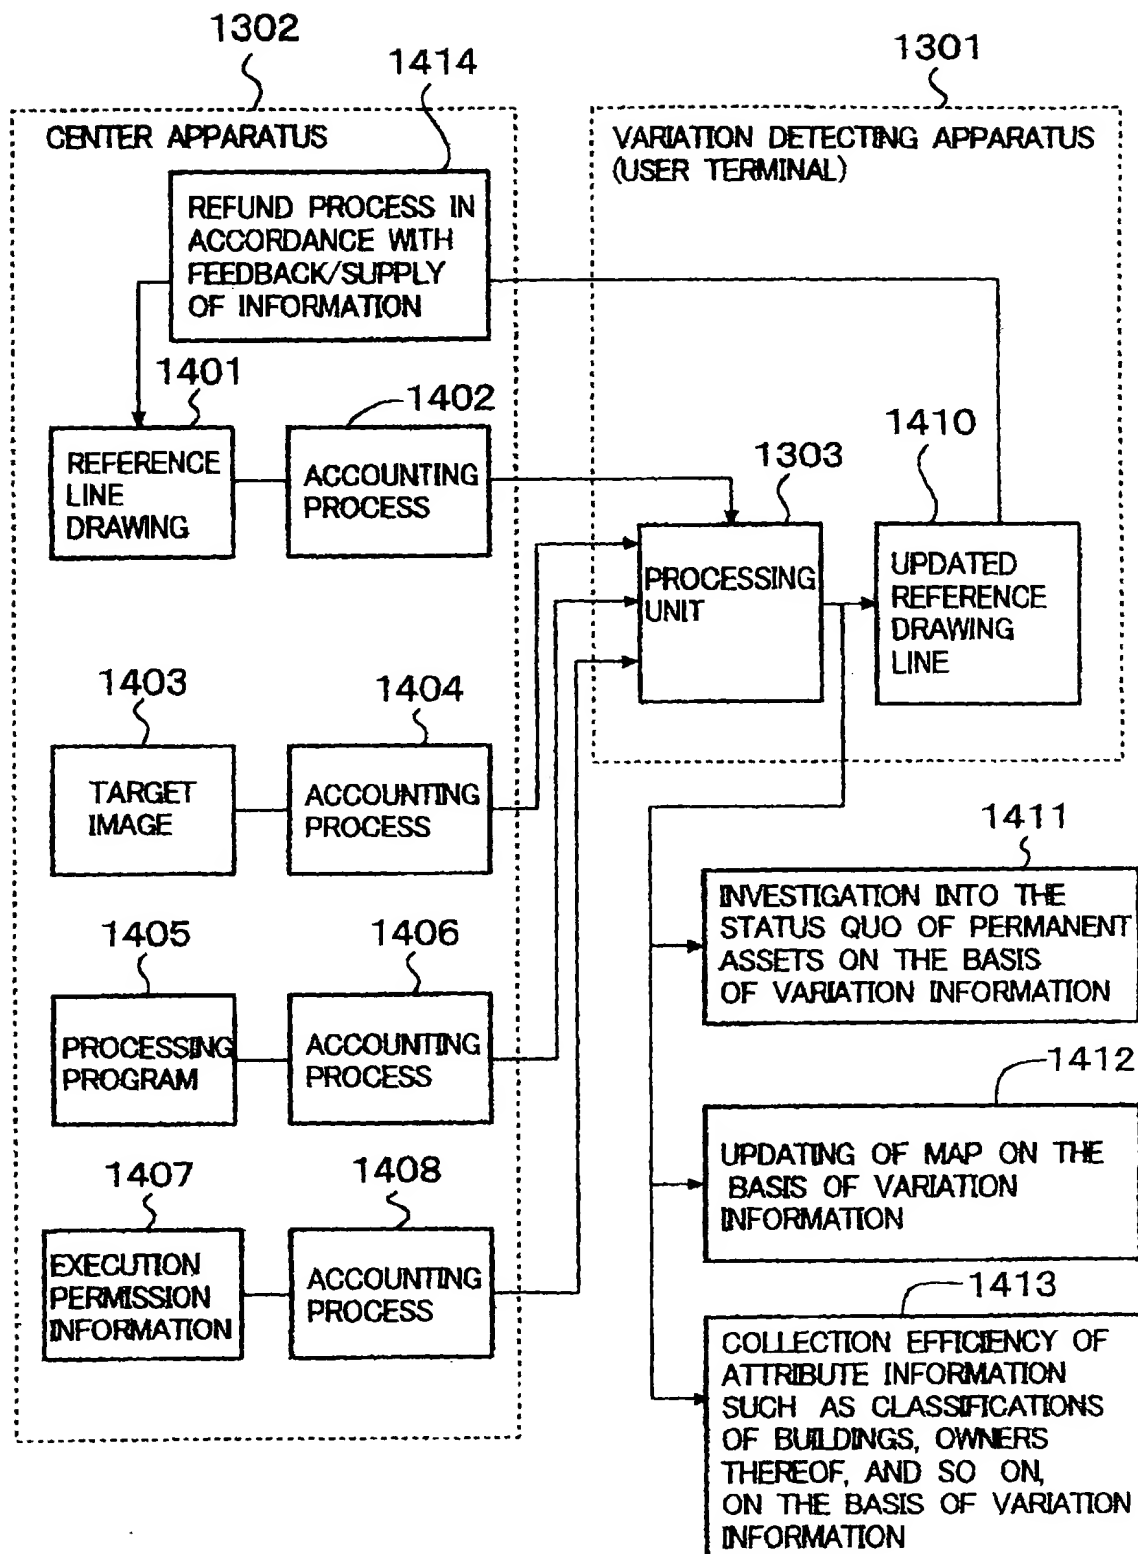 1302
1414
1301
CENTER APPARATUS
VARIATION DETECTING APPARATUS
(USER TERMINAL)
REFUND PROCESS IN
ACCORDANCE WITH
FEEDBACK/SUPPLY
OF INFORMATION
1401
1402
REFERENCE
LINE
DRAWING
ACCOUNTING
PROCESS
1303
1410
PROCESSING
UNIT
UPDATED
REFERENCE
DRAWING
LINE
1403
1404
TARGET
IMAGE
ACCOUNTING
PROCESS
1411
INVESTIGATION INTO THE
STATUS QUO OF PERMANENT
ASSETS ON THE BASIS
OF VARIATION INFORMATION
1405
1406
PROCESSING
PROGRAM
ACCOUNTING
PROCESS
1412
UPDATING OF MAP ON THE
BASIS OF VARIATION
INFORMATION
1407
1408
EXECUTION
PERMISSION
INFORMATION
ACCOUNTING
PROCESS
1413
COLLECTION EFFICIENCY OF
ATTRIBUTE INFORMATION
SUCH AS CLASSIFICATIONS
OF BUILDINGS, OWNERS
THEREOF, AND SO ON,
ON THE BASIS OF VARIATION
INFORMATION